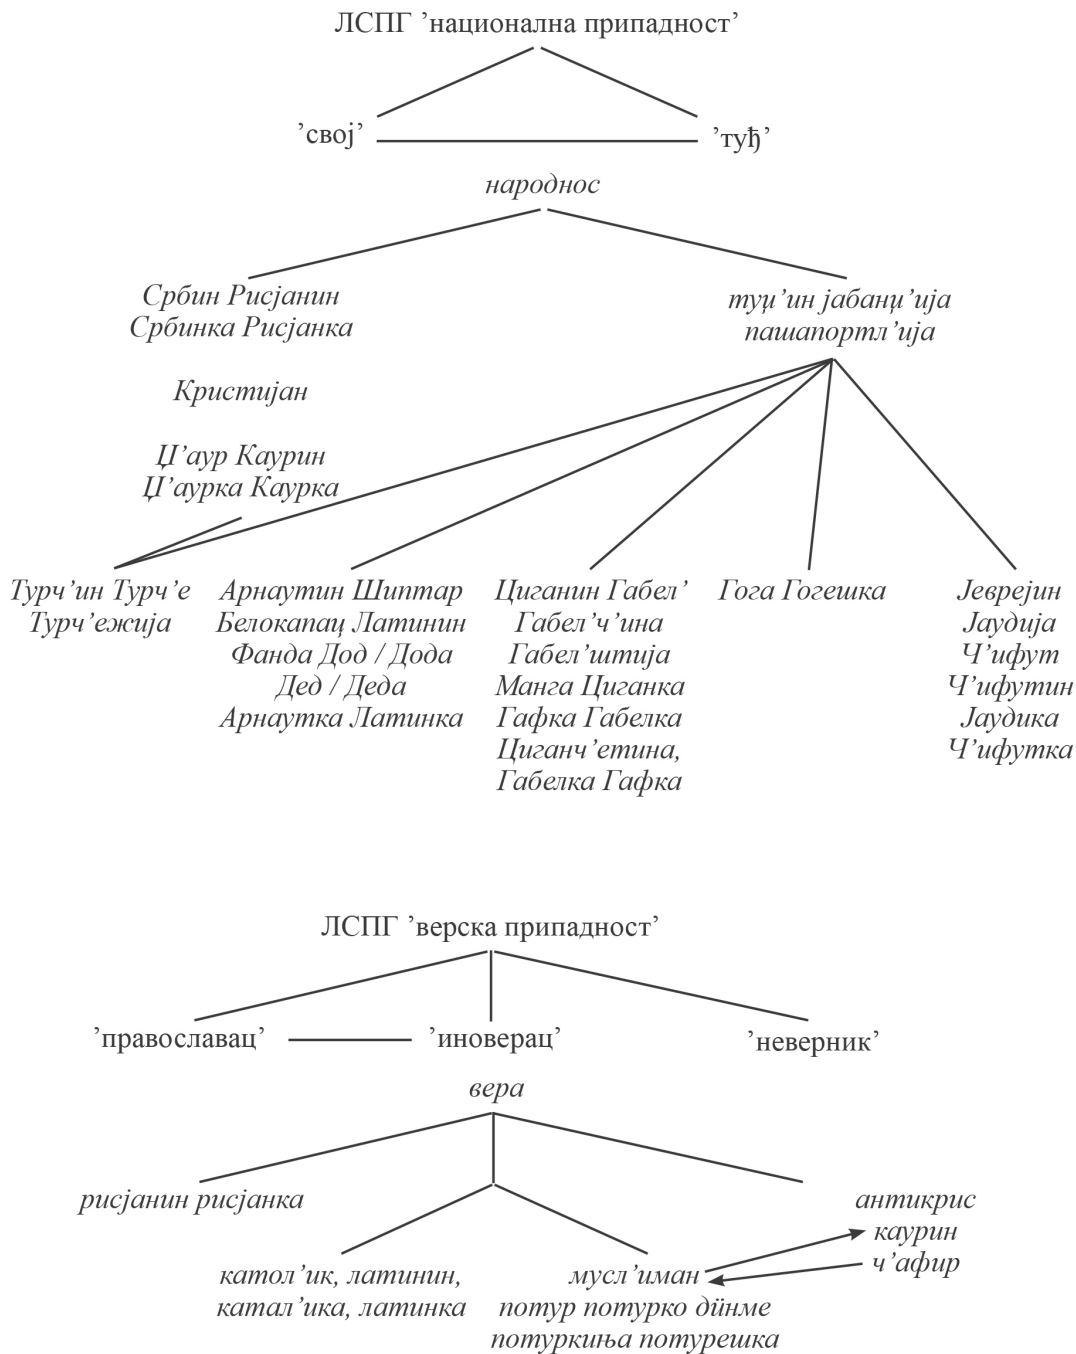 ЛСПГ ’национална припадност’
’свој’ ’туђ’
народнос
Србин Рисјанин
Србинка Рисјанка
Кристијан
Џ’аур Каурин
Џ’аурка Каурка
туџ’ин јабанџ’ија
пашапортл’ија
Турч’ин Турч’е
Турч’ежија
Арнаутин Шиптар
Белокапац Латинин
Фанда Дод / Дода
Дед / Деда
Арнаутка Латинка
Циганин Габел’
Габел’ч’ина
Габел’штија
Манга Циганка
Гафка Габелка
Циганч’етина,
Габелка Гафка
Гога Гогешка
Јеврејин
Јаудија
Ч’ифут
Ч’ифутин
Јаудика
Ч’ифутка
ЛСПГ ’верска припадност’
’православац’ ’иноверац’ ’неверник’
вера
рисјанин рисјанка
катол’ик, латинин,
катал’ика, латинка
мусл’иман
потур потурко дӥнме
потуркиња потурешка
антикрис
каурин
ч’афир